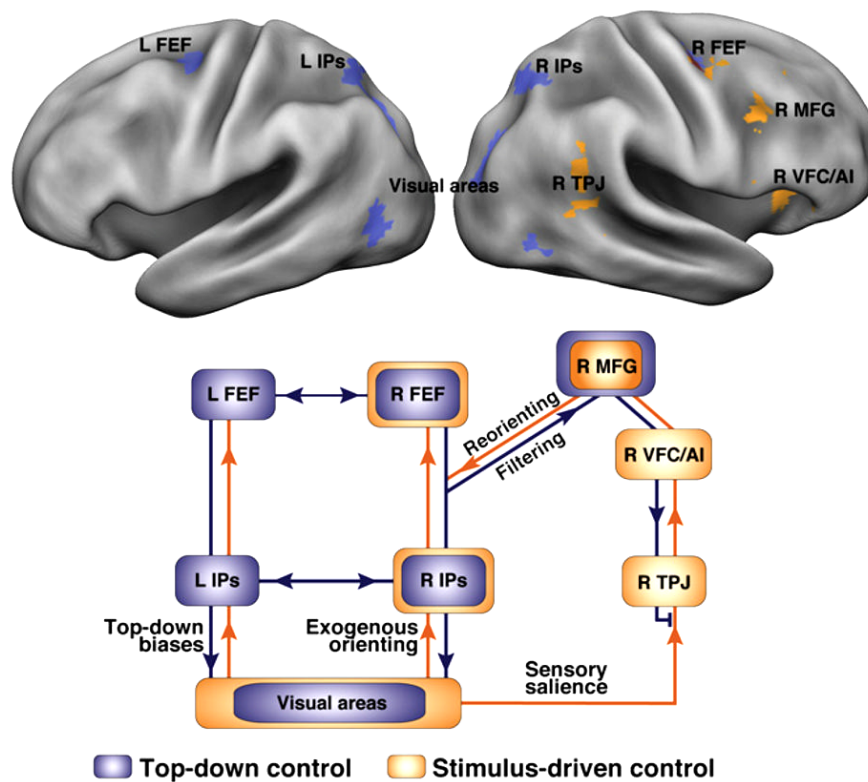 L FEF
L IPs
R IPs
R FEF
R MFG
Visual areas
R TPJ
R VFC/AI
L FEF
R FEF
R MFG
Reorienting
Filtering
R VFC/AI
L IPs
R IPs
R TPJ
Top-down
biases
Exogenous
orienting
Sensory
salience
Visual areas
Top-down control
Stimulus-driven control